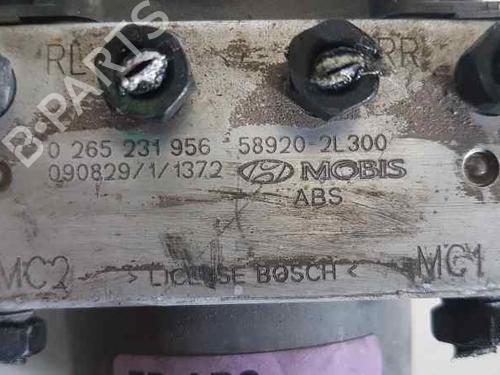 RL RR
0 265 231 956 58920-2L300
090829/1/1372 MOBIS
ABS
MC2 > LICENSE BOSCH < MC1
B-PARTS